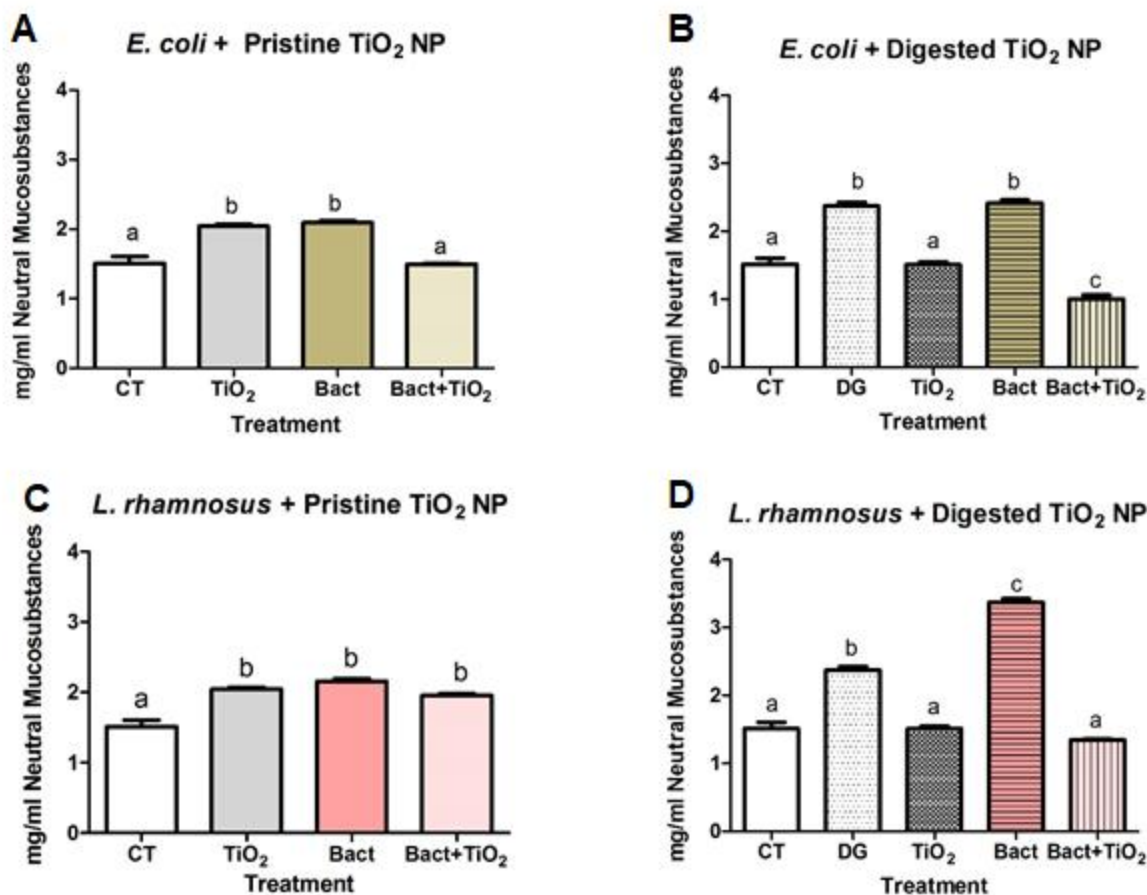 A
E. coli + Pristine TiO₂ NP
mg/ml Neutral Mucosubstances
4
3
2
1
0
a
b
b
a
CT
TiO₂
Bact
Bact+TiO₂
Treatment
B
E. coli + Digested TiO₂ NP
mg/ml Neutral Mucosubstances
4
3
2
1
0
a
b
a
b
c
CT
DG
TiO₂
Bact
Bact+TiO₂
Treatment
C
L. rhamnosus + Pristine TiO₂ NP
mg/ml Neutral Mucosubstances
4
3
2
1
0
a
b
b
b
CT
TiO₂
Bact
Bact+TiO₂
Treatment
D
L. rhamnosus + Digested TiO₂ NP
mg/ml Neutral Mucosubstances
4
3
2
1
0
a
b
a
c
a
CT
DG
TiO₂
Bact
Bact+TiO₂
Treatment